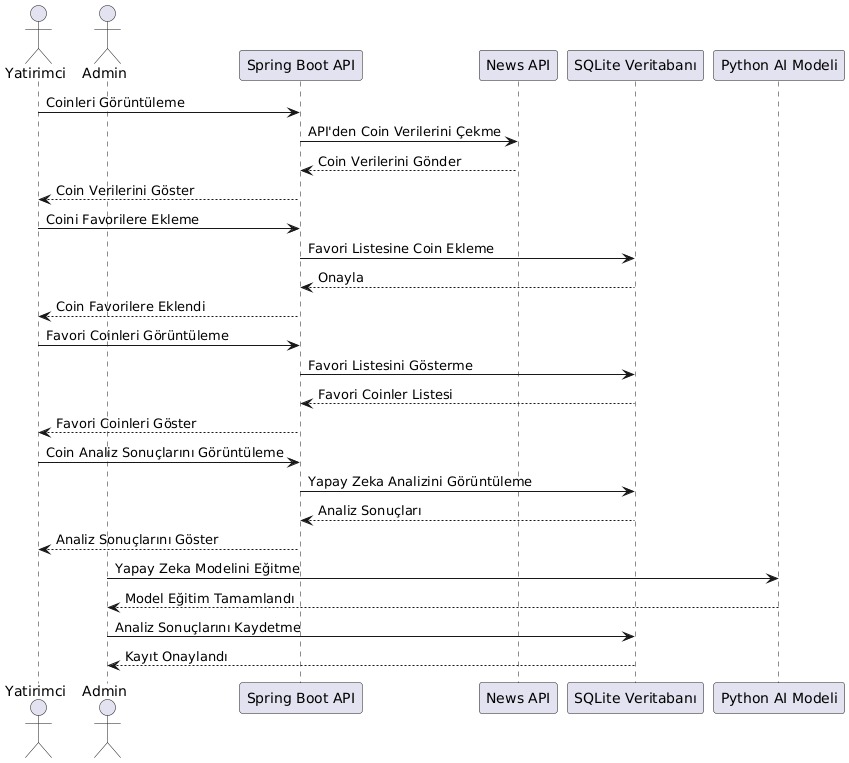 Yatirimci
Admin
Spring Boot API
News API
SQLite Veritabanı
Python AI Modeli
Coinleri Görüntüleme
API'den Coin Verilerini Çekme
Coin Verilerini Gönder
Coin Verilerini Göster
Coini Favorilere Ekleme
Favori Listesine Coin Ekleme
Onayla
Coin Favorilere Eklendi
Favori Coinleri Görüntüleme
Favori Listesini Gösterme
Favori Coinler Listesi
Favori Coinleri Göster
Coin Analiz Sonuçlarını Görüntüleme
Yapay Zeka Analizini Görüntüleme
Analiz Sonuçları
Analiz Sonuçlarını Göster
Yapay Zeka Modelini Eğitme
Model Eğitim Tamamlandı
Analiz Sonuçlarını Kaydetme
Kayıt Onaylandı
Yatirimci
Admin
Spring Boot API
News API
SQLite Veritabanı
Python AI Modeli